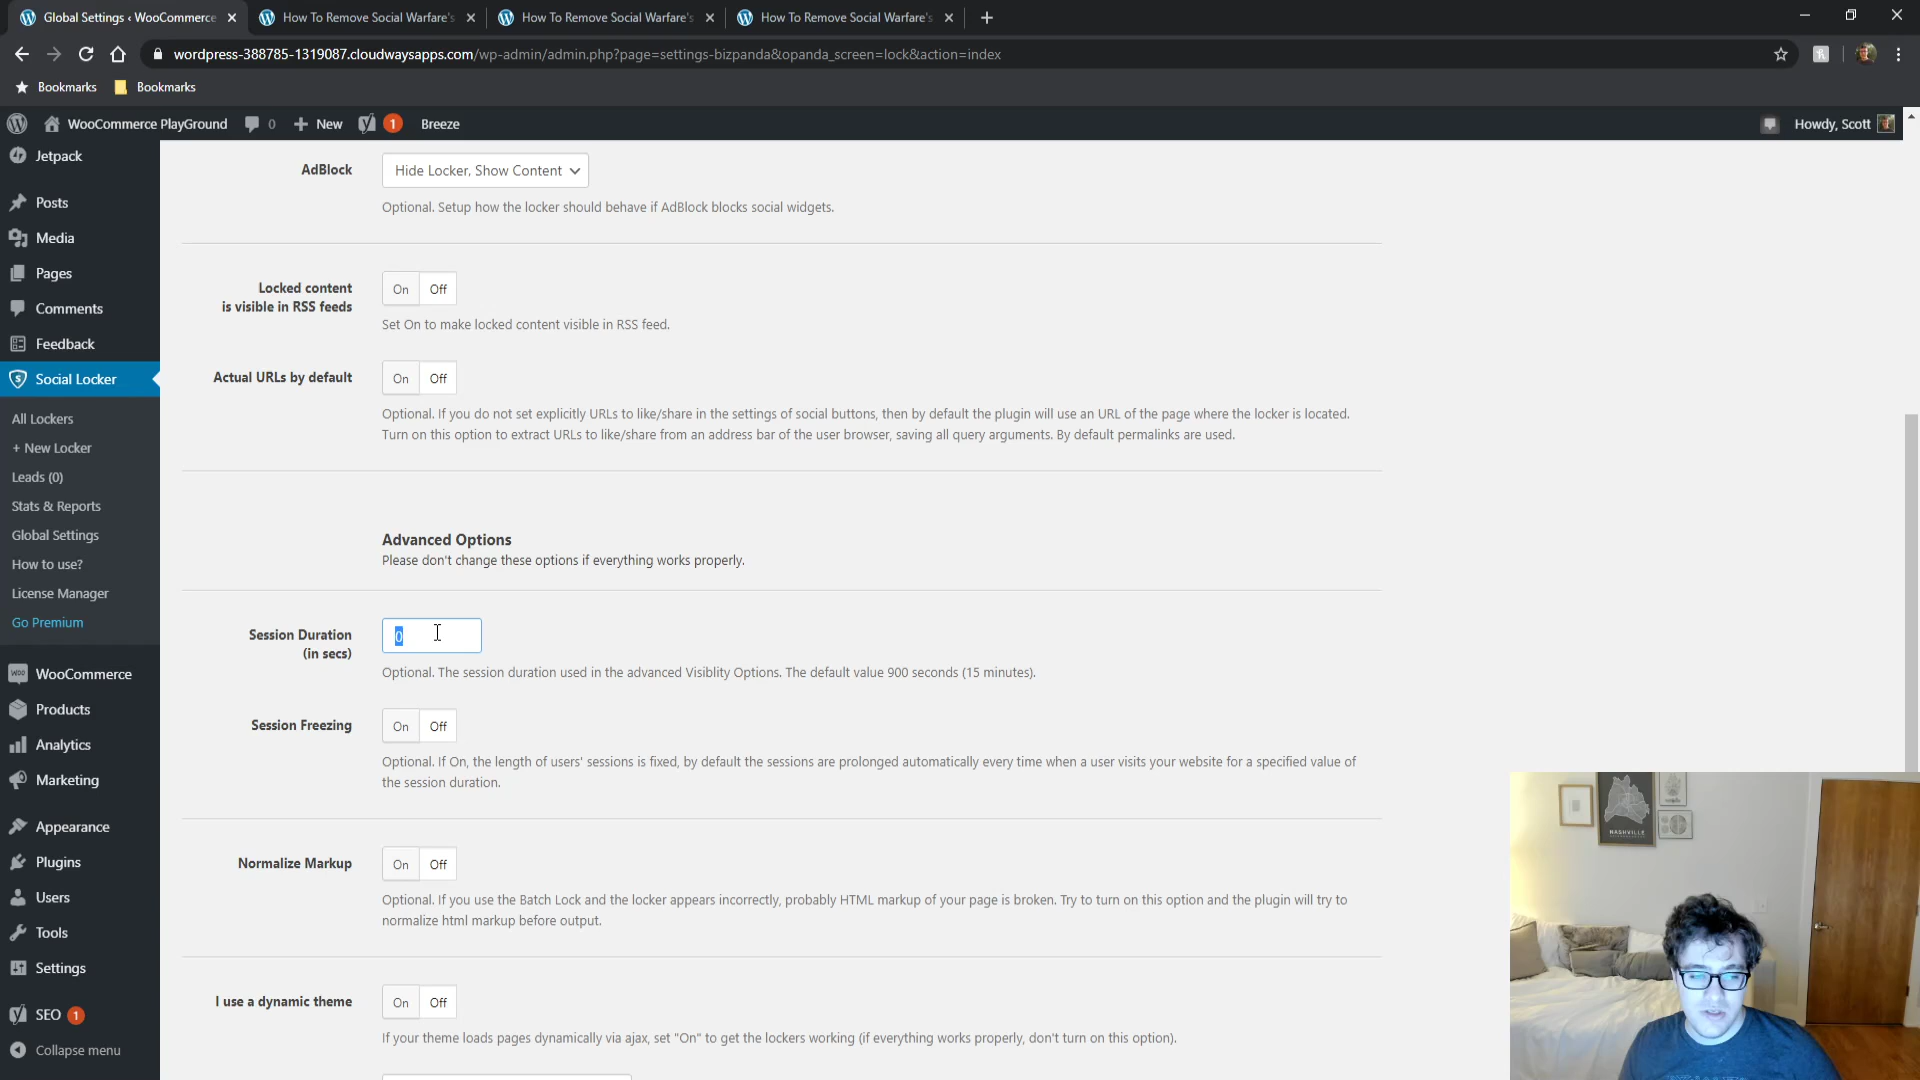 Global Settings ‹ WooCommerce
How To Remove Social Warfare's
How To Remove Social Warfare's
How To Remove Social Warfare's
wordpress-388785-1319087.cloudwaysapps.com/wp-admin/admin.php?page=settings-bizpanda&opanda_screen=lock&action=index
Bookmarks
Bookmarks
WooCommerce PlayGround
0
New
1
Breeze
Howdy, Scott
Jetpack
Posts
Media
Pages
Comments
Feedback
Social Locker
All Lockers
+ New Locker
Leads (0)
Stats & Reports
Global Settings
How to use?
License Manager
Go Premium
WooCommerce
Products
Analytics
Marketing
Appearance
Plugins
Users
Tools
Settings
SEO 1
Collapse menu
AdBlock
Hide Locker, Show Content
Optional. Setup how the locker should behave if AdBlock blocks social widgets.
Locked content
is visible in RSS feeds
On Off
Set On to make locked content visible in RSS feed.
Actual URLs by default
On Off
Optional. If you do not set explicitly URLs to like/share in the settings of social buttons, then by default the plugin will use an URL of the page where the locker is located.
Turn on this option to extract URLs to like/share from an address bar of the user browser, saving all query arguments. By default permalinks are used.
Advanced Options
Please don't change these options if everything works properly.
Session Duration
(in secs)
0
Optional. The session duration used in the advanced Visiblity Options. The default value 900 seconds (15 minutes).
Session Freezing
On Off
Optional. If On, the length of users' sessions is fixed, by default the sessions are prolonged automatically every time when a user visits your website for a specified value of
the session duration.
Normalize Markup
On Off
Optional. If you use the Batch Lock and the locker appears incorrectly, probably HTML markup of your page is broken. Try to turn on this option and the plugin will try to
normalize html markup before output.
I use a dynamic theme
On Off
If your theme loads pages dynamically via ajax, set "On" to get the lockers working (if everything works properly, don't turn on this option).
NASHVILLE